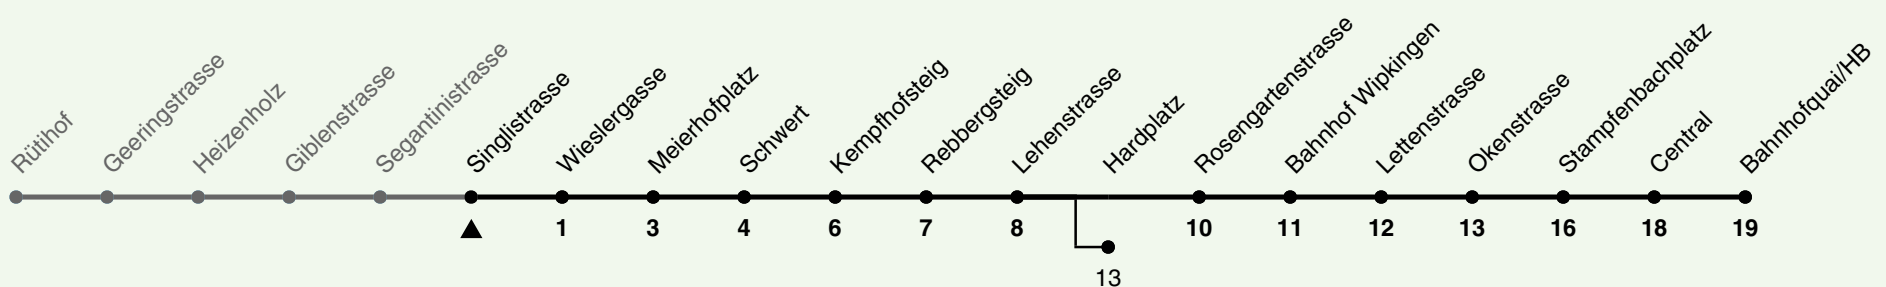 Rütihof
Geeringstrasse
Heizenholz
Giblenstrasse
Segantinistrasse
Singlistrasse
Wieslergasse
Meierhofplatz
Schwert
Kempfhofsteig
Rebbergsteig
Lehenstrasse
Hardplatz
Rosengartenstrasse
Bahnhof Wipkingen
Lettenstrasse
Okenstrasse
Stampfenbachplatz
Central
Bahnhofquai/HB
1 3 4 6 7 8 10 11 12 13 16 18 19
13